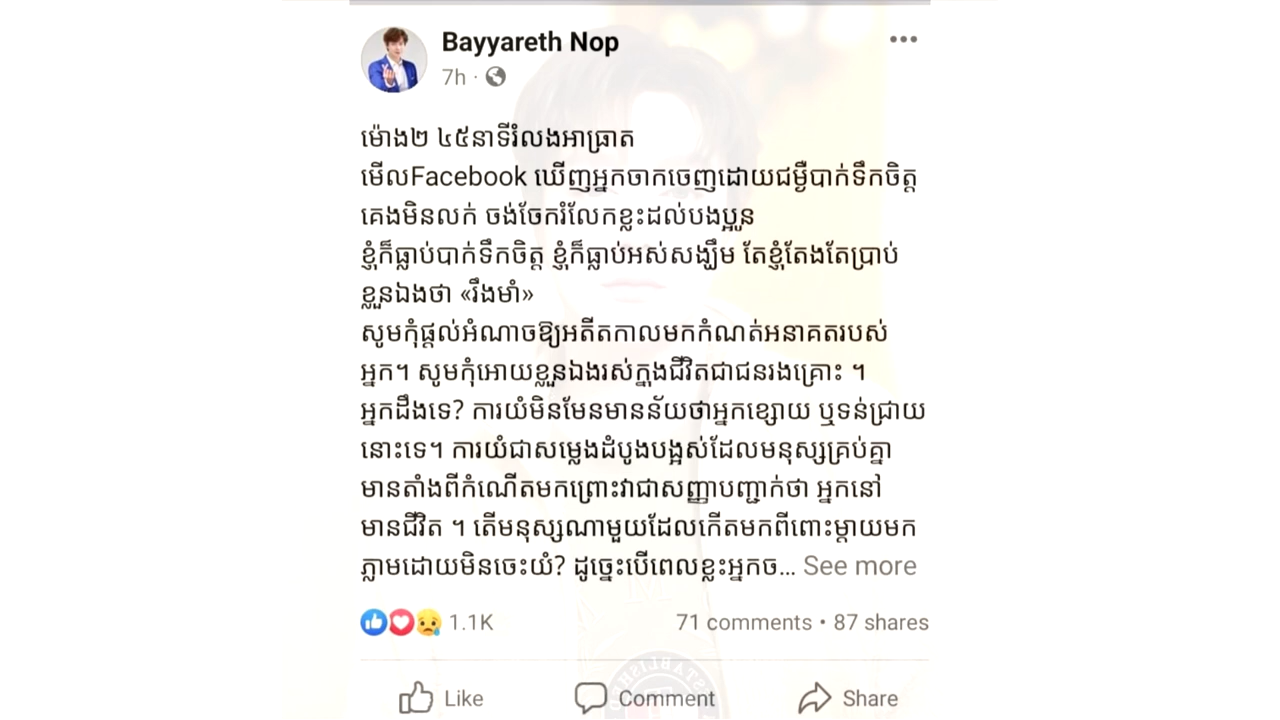 Bayyareth Nop
7h ·
ម៉ោង២ ៤៥នាទីរំលងអាធ្រាត
មើលFacebook ឃើញអ្នកចាកចេញដោយជម្ងឺបាក់ទឹកចិត្ត
គេងមិនលក់ ចង់ចែករំលែកខ្លះដល់បងប្អូន
ខ្ញុំក៏ធ្លាប់បាក់ទឹកចិត្ត ខ្ញុំក៏ធ្លាប់អស់សង្ឃឹម តែខ្ញុំតែងតែប្រាប់
ខ្លួនឯងថា «រឹងមាំ»
សូមកុំផ្តល់អំណាចឱ្យអតីតកាលមកកំណត់អនាគតរបស់
អ្នក។ សូមកុំអោយខ្លួនឯងរស់ក្នុងជីវិតជាជនរងគ្រោះ ។
អ្នកដឹងទេ? ការយំមិនមែនមានន័យថាអ្នកខ្សោយ ឬទន់ជ្រាយ
នោះទេ។ ការយំជាសម្លេងដំបូងបង្អស់ដែលមនុស្សគ្រប់គ្នា
មានតាំងពីកំណើតមកព្រោះវាជាសញ្ញាបញ្ជាក់ថា អ្នកនៅ
មានជីវិត ។ តើមនុស្សណាមួយដែលកើតមកពីពោះម្តាយមក
ភ្លាមដោយមិនចេះយំ? ដូច្នេះបើពេលខ្លះអ្នកច... See more
1.1K 71 comments • 87 shares
Like Comment Share